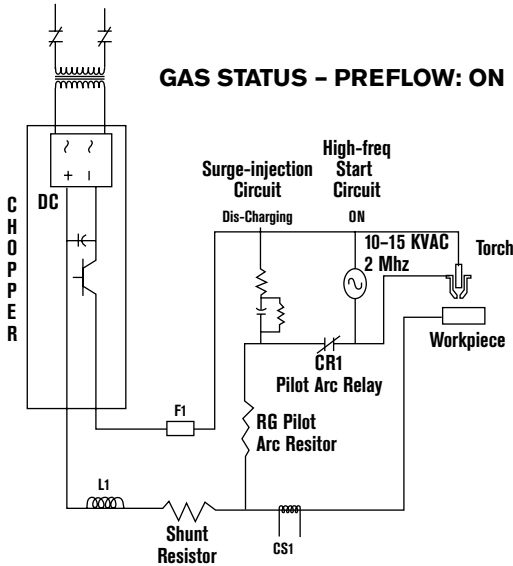 GAS STATUS – PREFLOW: ON
CHOPPER
DC
+ –
Surge-injection
Circuit
Dis-Charging
High-freq
Start
Circuit
ON
10–15 KVAC
2 Mhz
Torch
Workpiece
CR1
Pilot Arc Relay
F1
RG Pilot
Arc Resitor
L1
Shunt
Resistor
CS1